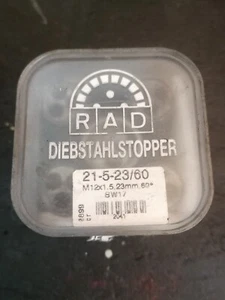 RAD
DIEBSTAHLSTOPPER
21-5-23/60
M12x1.5,23mm,60°
SW17